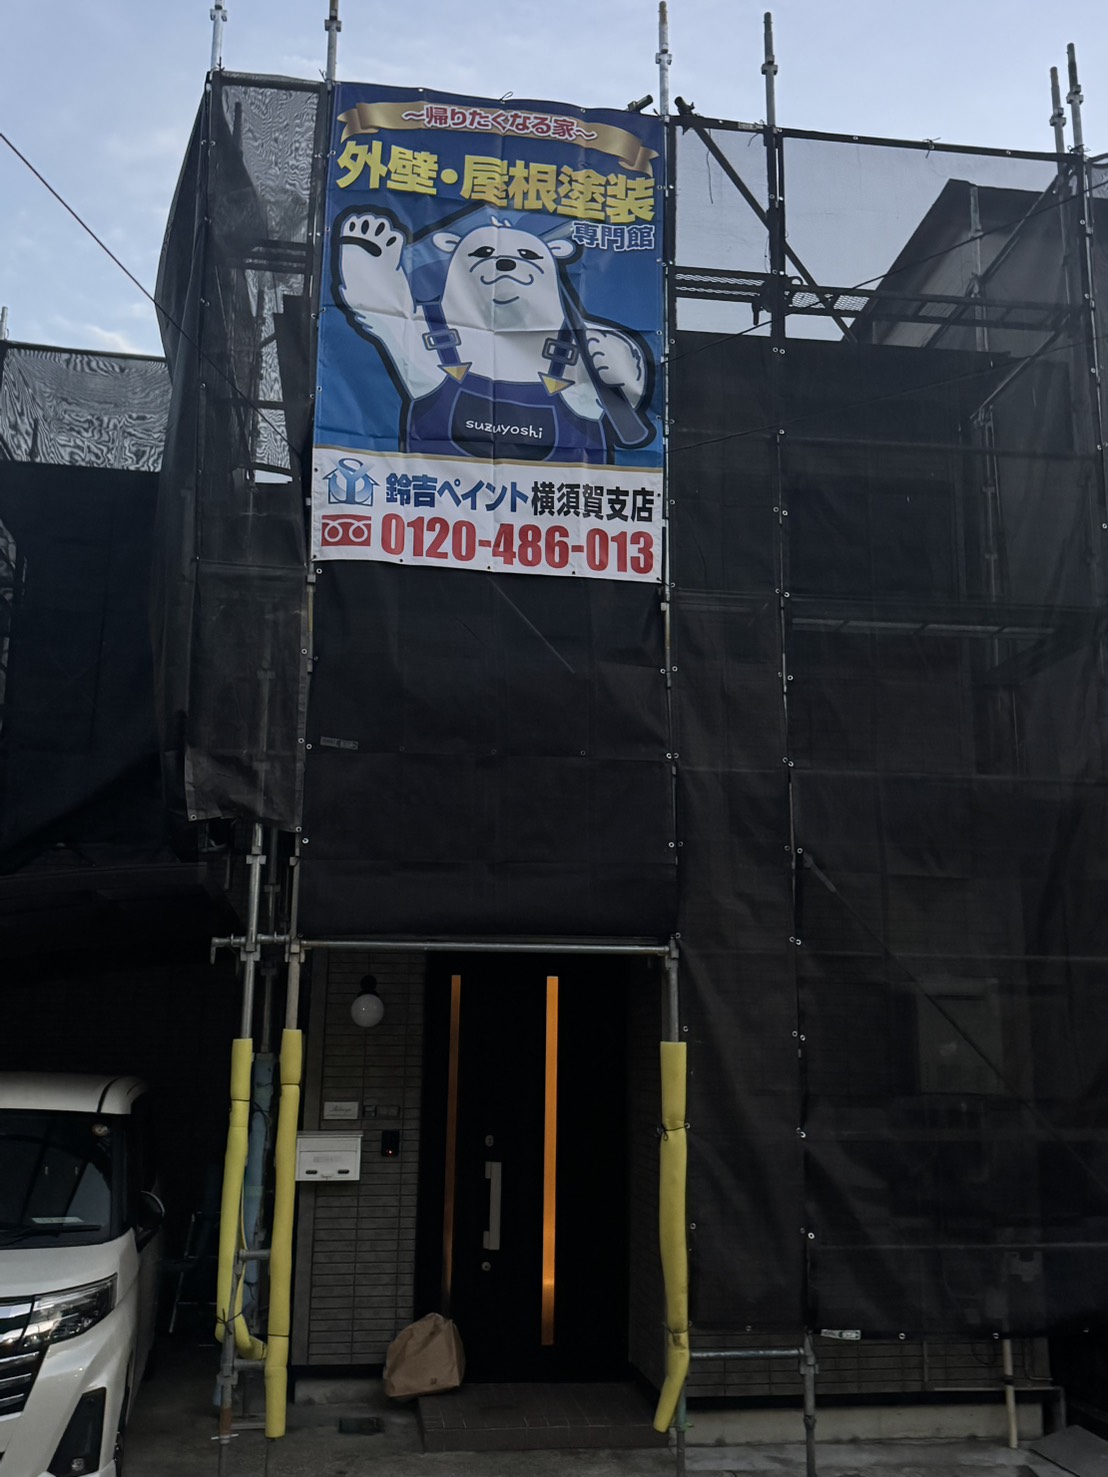 ～帰りたくなる家～
外壁・屋根塗装
専門館
suzuyoshi
鈴吉ペイント横須賀支店
0120-486-013